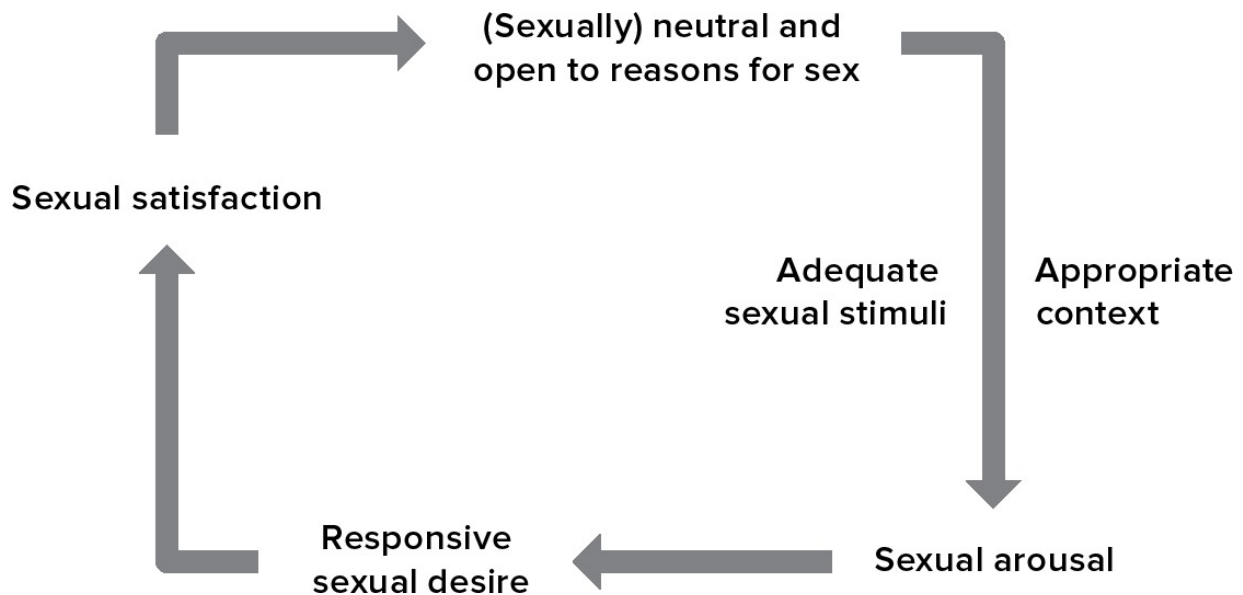 (Sexually) neutral and
open to reasons for sex
Sexual satisfaction
Adequate
sexual stimuli
Appropriate
context
Responsive
sexual desire
Sexual arousal